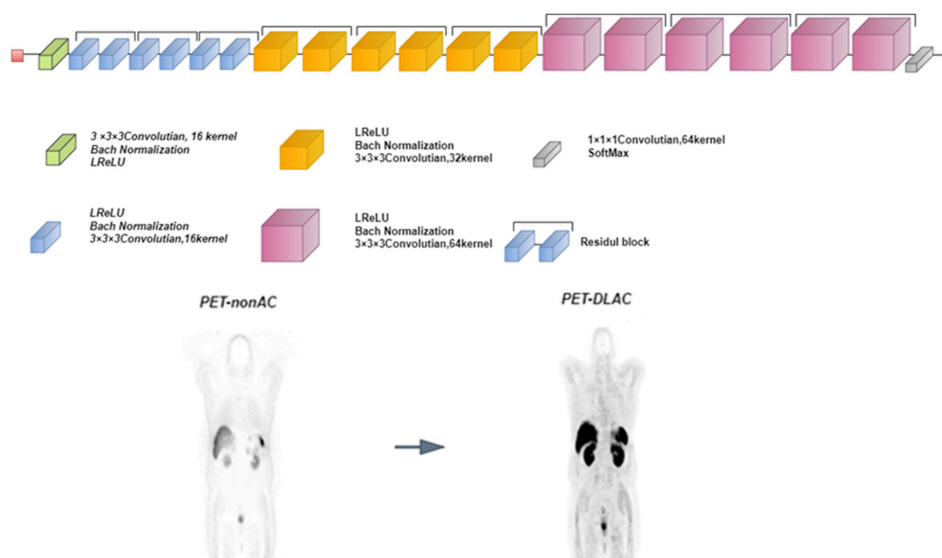 3 ×3×3Convolutian, 16 kernel
Bach Normalization
LReLU
LReLU
Bach Normalization
3×3×3Convolutian,32kernel
1×1×1Convolutian,64kernel
SoftMax
LReLU
Bach Normalization
3×3×3Convolutian,16kernel
LReLU
Bach Normalization
3×3×3Convolutian,64kernel
Residul block
PET-nonAC
PET-DLAC